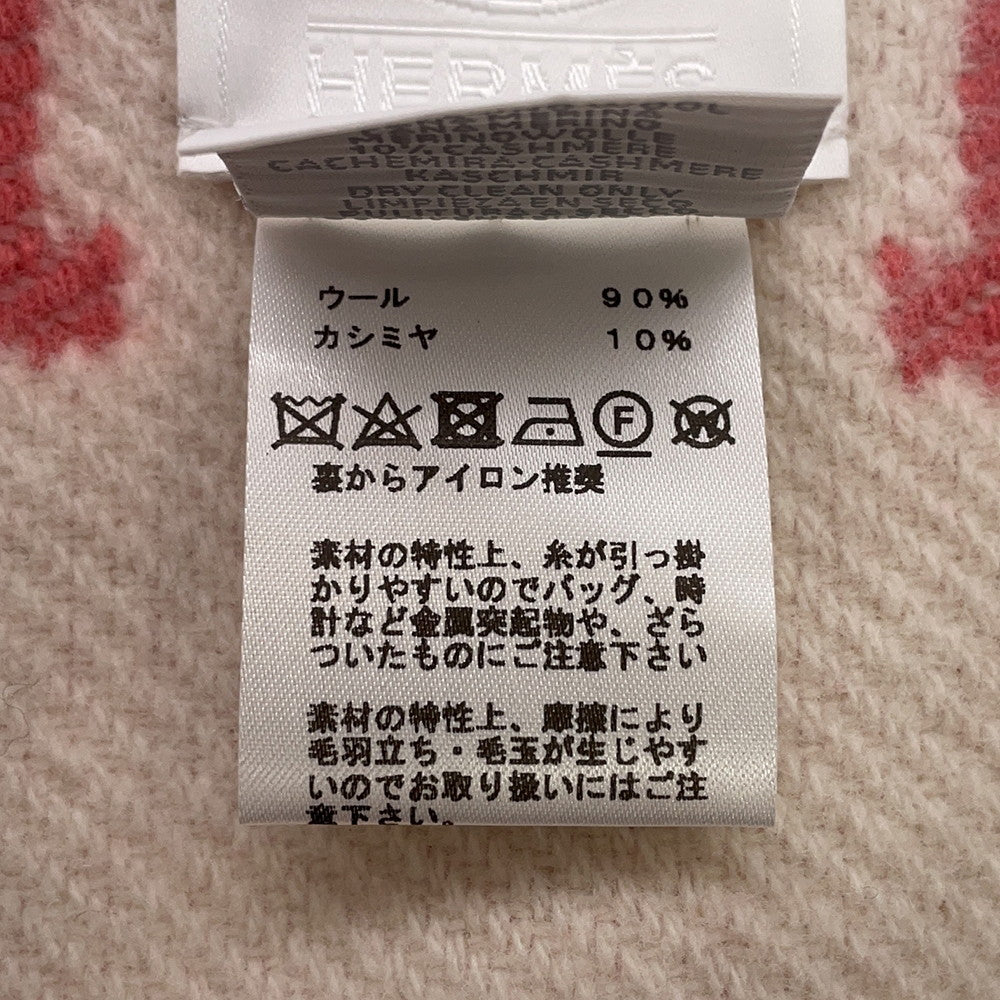 HERMÈS
10% CASHMERE
CACHEMIRA-CASHMERE
KASCHMIR
DRY CLEAN ONLY
LIMPIEZA EN SECO
ウール 90%
カシミヤ 10%
F W
裏からアイロン推奨
素材の特性上、糸が引っ掛
かりやすいのでバッグ、時
計など金属突起物や、ざら
ついたものにご注意下さい
素材の特性上、摩擦により
毛羽立ち・毛玉が生じやす
いのでお取り扱いにはご注
意下さい。